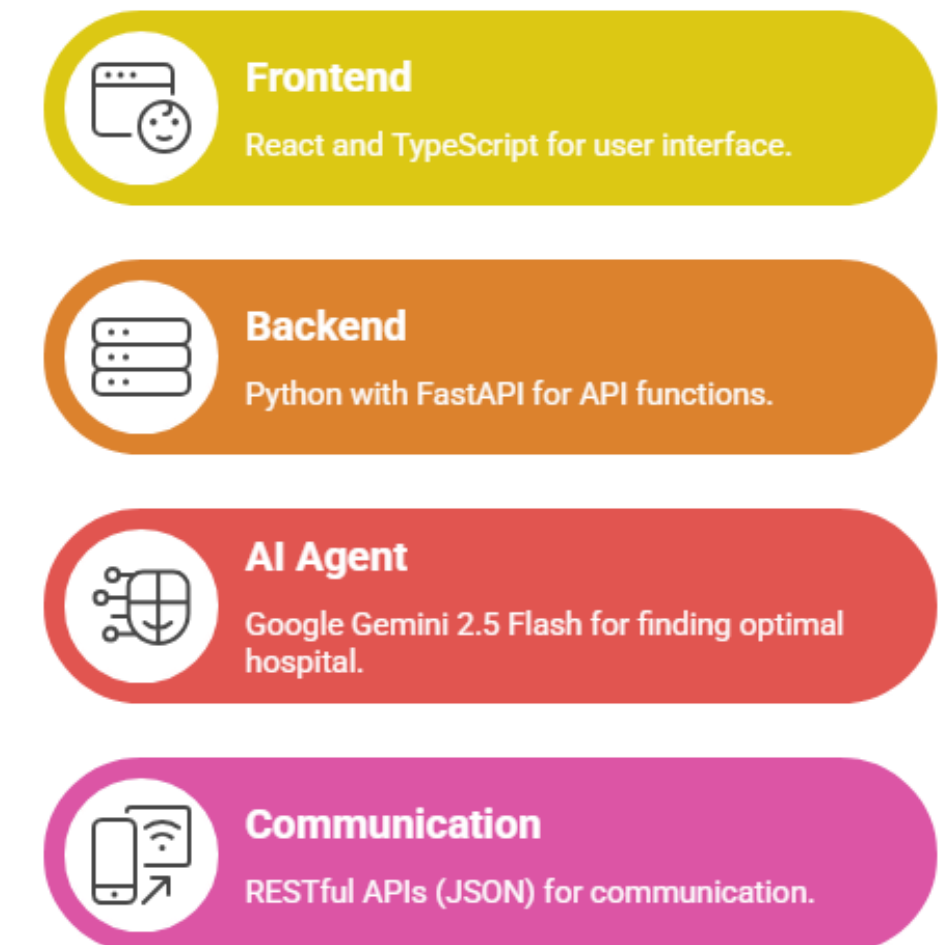 Frontend
React and TypeScript for user interface.
Backend
Python with FastAPI for API functions.
AI Agent
Google Gemini 2.5 Flash for finding optimal
hospital.
Communication
RESTful APIs (JSON) for communication.